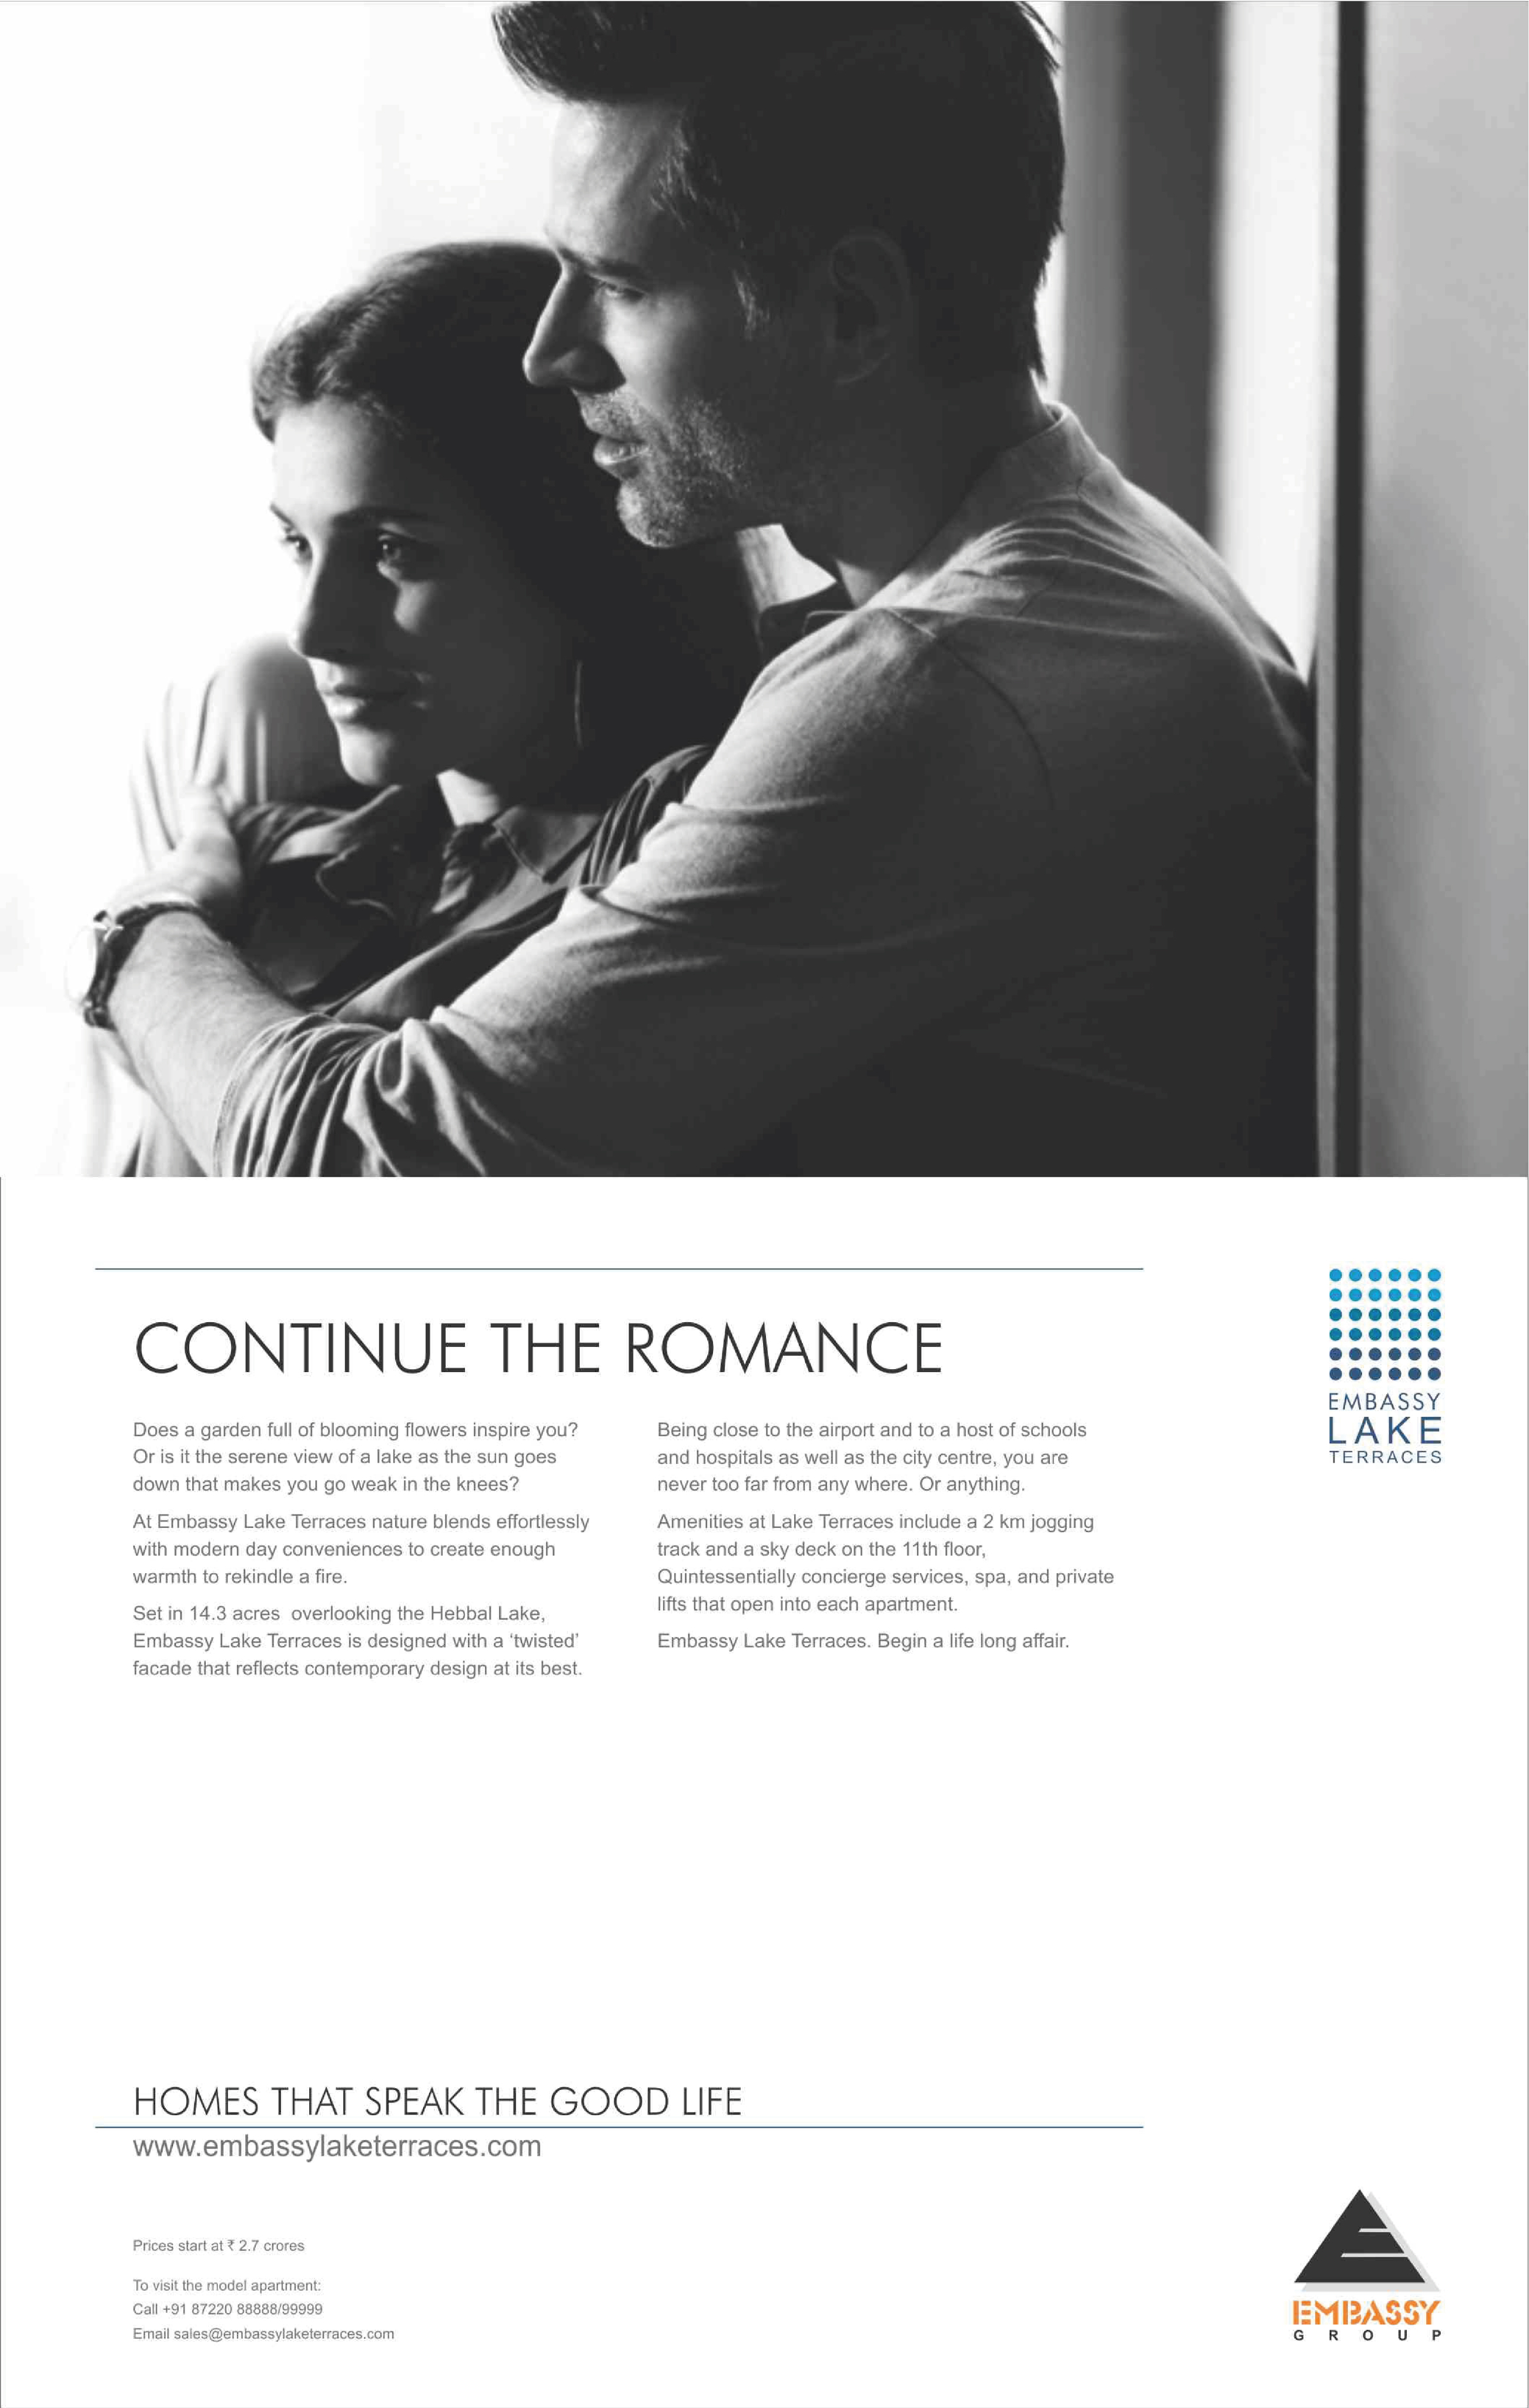 CONTINUE THE ROMANCE
Does a garden full of blooming flowers inspire you?
Or is it the serene view of a lake as the sun goes
down that makes you go weak in the knees?
At Embassy Lake Terraces nature blends effortlessly
with modern day conveniences to create enough
warmth to rekindle a fire.
Set in 14.3 acres overlooking the Hebbal Lake,
Embassy Lake Terraces is designed with a ‘twisted’
facade that reflects contemporary design at its best.
Being close to the airport and to a host of schools
and hospitals as well as the city centre, you are
never too far from any where. Or anything.
Amenities at Lake Terraces include a 2 km jogging
track and a sky deck on the 11th floor,
Quintessentially concierge services, spa, and private
lifts that open into each apartment.
Embassy Lake Terraces. Begin a life long affair.
EMBASSY
LAKE
TERRACES
HOMES THAT SPEAK THE GOOD LIFE
www.embassylaketerraces.com
Prices start at ₹ 2.7 crores
To visit the model apartment:
Call +91 87220 88888/99999
Email sales@embassylaketerraces.com
EMBASSY
GROUP